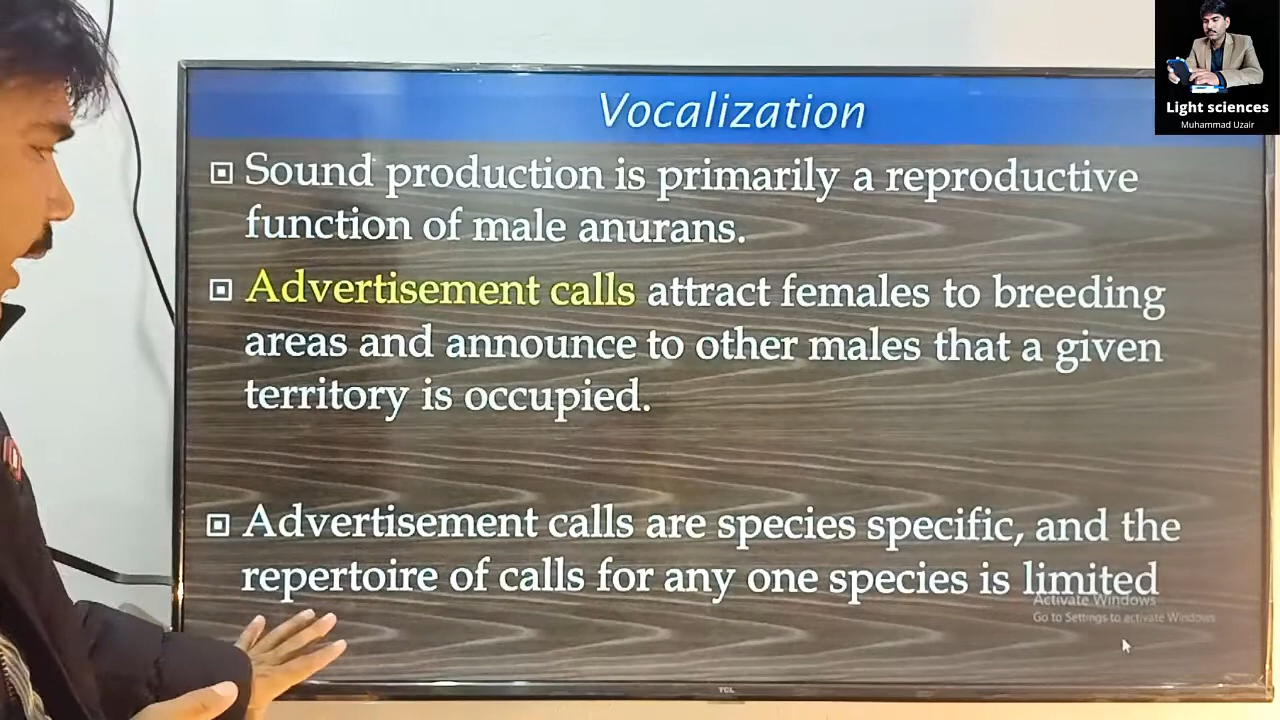 Vocalization
Sound production is primarily a reproductive
function of male anurans.
Advertisement calls attract females to breeding
areas and announce to other males that a given
territory is occupied.
Advertisement calls are species specific, and the
repertoire of calls for any one species is limited
Activate Windows
Go to Settings to activate Windows
TCL
Light sciences
Muhammad Uzair